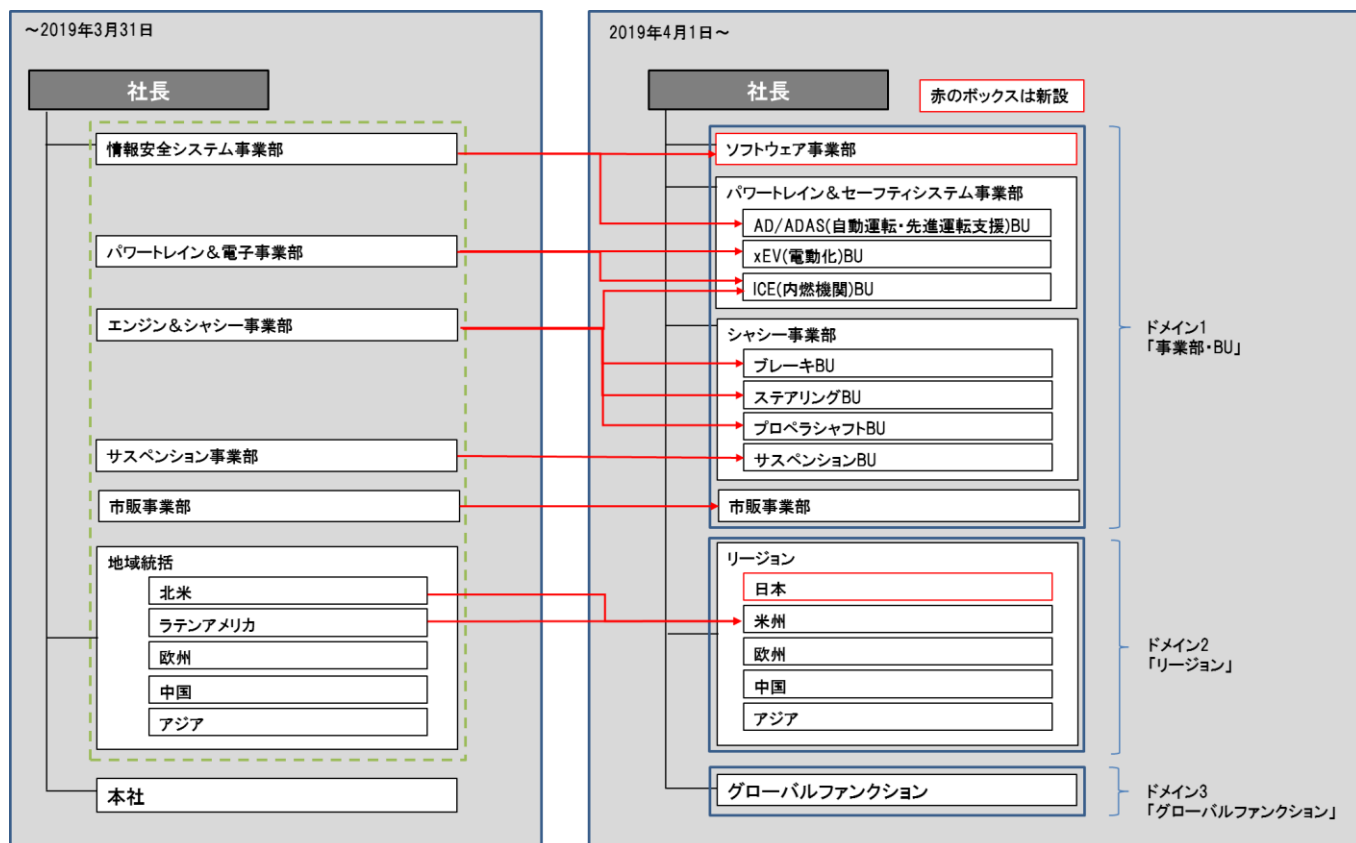 ～2019年3月31日
社長
情報安全システム事業部
パワートレイン＆電子事業部
エンジン＆シャシー事業部
サスペンション事業部
市販事業部
地域統括
北米
ラテンアメリカ
欧州
中国
アジア
本社
2019年4月1日～
社長
赤のボックスは新設
ソフトウェア事業部
パワートレイン＆セーフティシステム事業部
AD/ADAS(自動運転・先進運転支援)BU
xEV(電動化)BU
ICE(内燃機関)BU
シャシー事業部
ブレーキBU
ステアリングBU
プロペラシャフトBU
サスペンションBU
市販事業部
リージョン
日本
米州
欧州
中国
アジア
グローバルファンクション
ドメイン1
「事業部・BU」
ドメイン2
「リージョン」
ドメイン3
「グローバルファンクション」